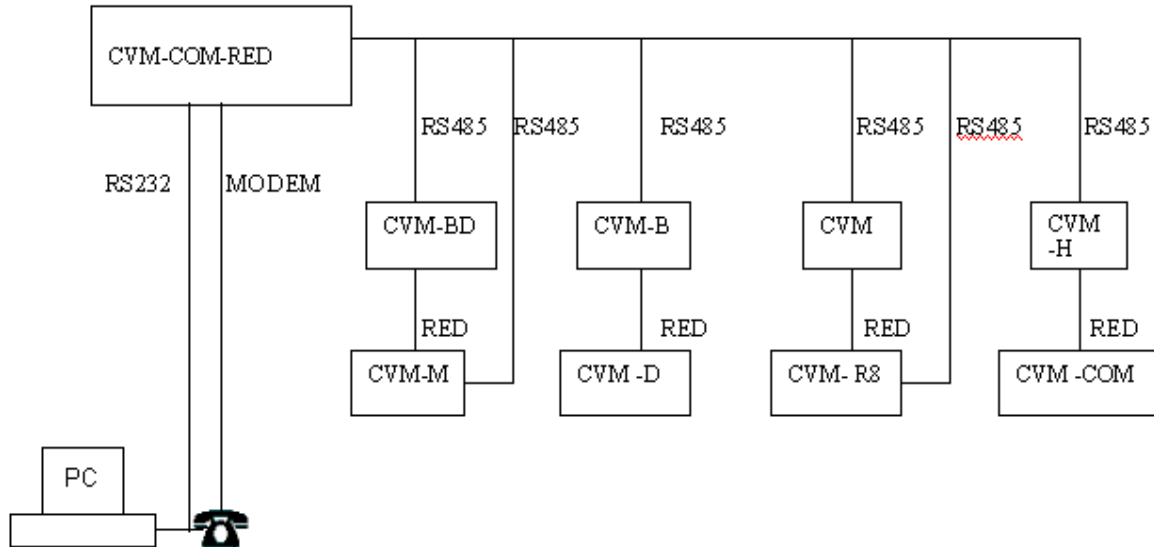 CVM-COM-RED
RS485
RS485
RS485
RS485
RS485
RS485
RS232
MODEM
CVM-BD
CVM-B
CVM
CVM
-H
RED
RED
RED
RED
CVM-M
CVM -D
CVM- R8
CVM -COM
PC